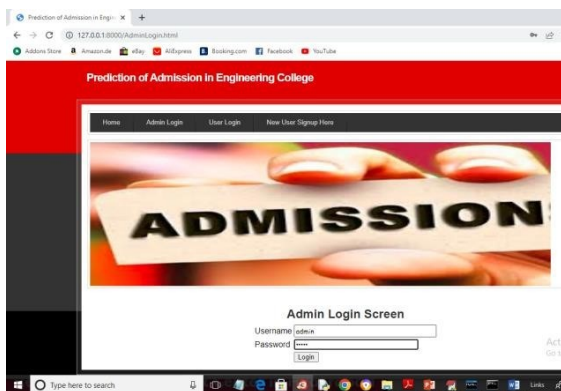 Prediction of Admission in Engin
127.0.0.1:8000/AdminLogin.html
Addons Store Amazon.de eBay AliExpress Booking.com Facebook YouTube
Prediction of Admission in Engineering College
Home Admin Login User Login New User Signup Here
ADMISSION
Admin Login Screen
Username admin
Password •••••
Login
Type here to search
Links